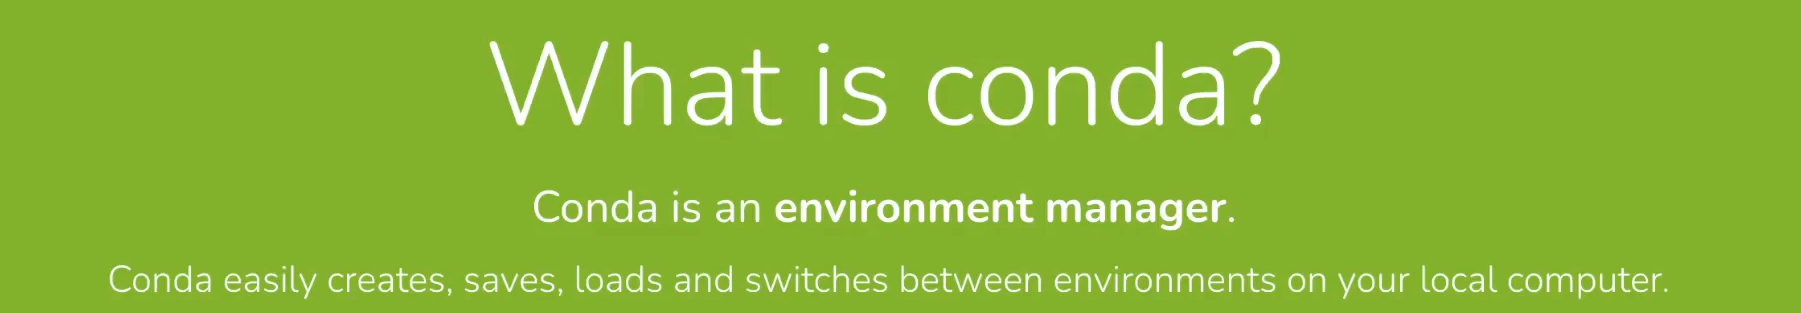 What is conda?
Conda is an environment manager.
Conda easily creates, saves, loads and switches between environments on your local computer.